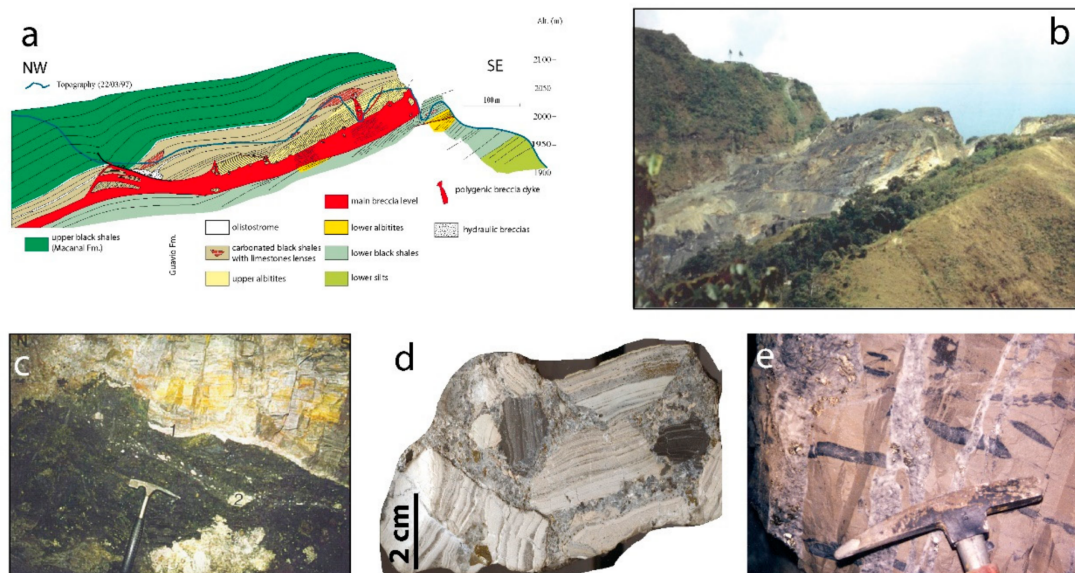 a
NW
Topography (22/03/97)
Alt. (m)
SE
2100
2050
2000
1950
1900
100 m
main breccia level
polygenic breccia dyke
olistostrome
lower albitites
hydraulic breccias
upper black shales
(Macanal Fm.)
Guavio Fm.
carbonated black shales
with limestones lenses
lower black shales
upper albitites
lower silts
b
c
N
S
1
2
d
2 cm
e